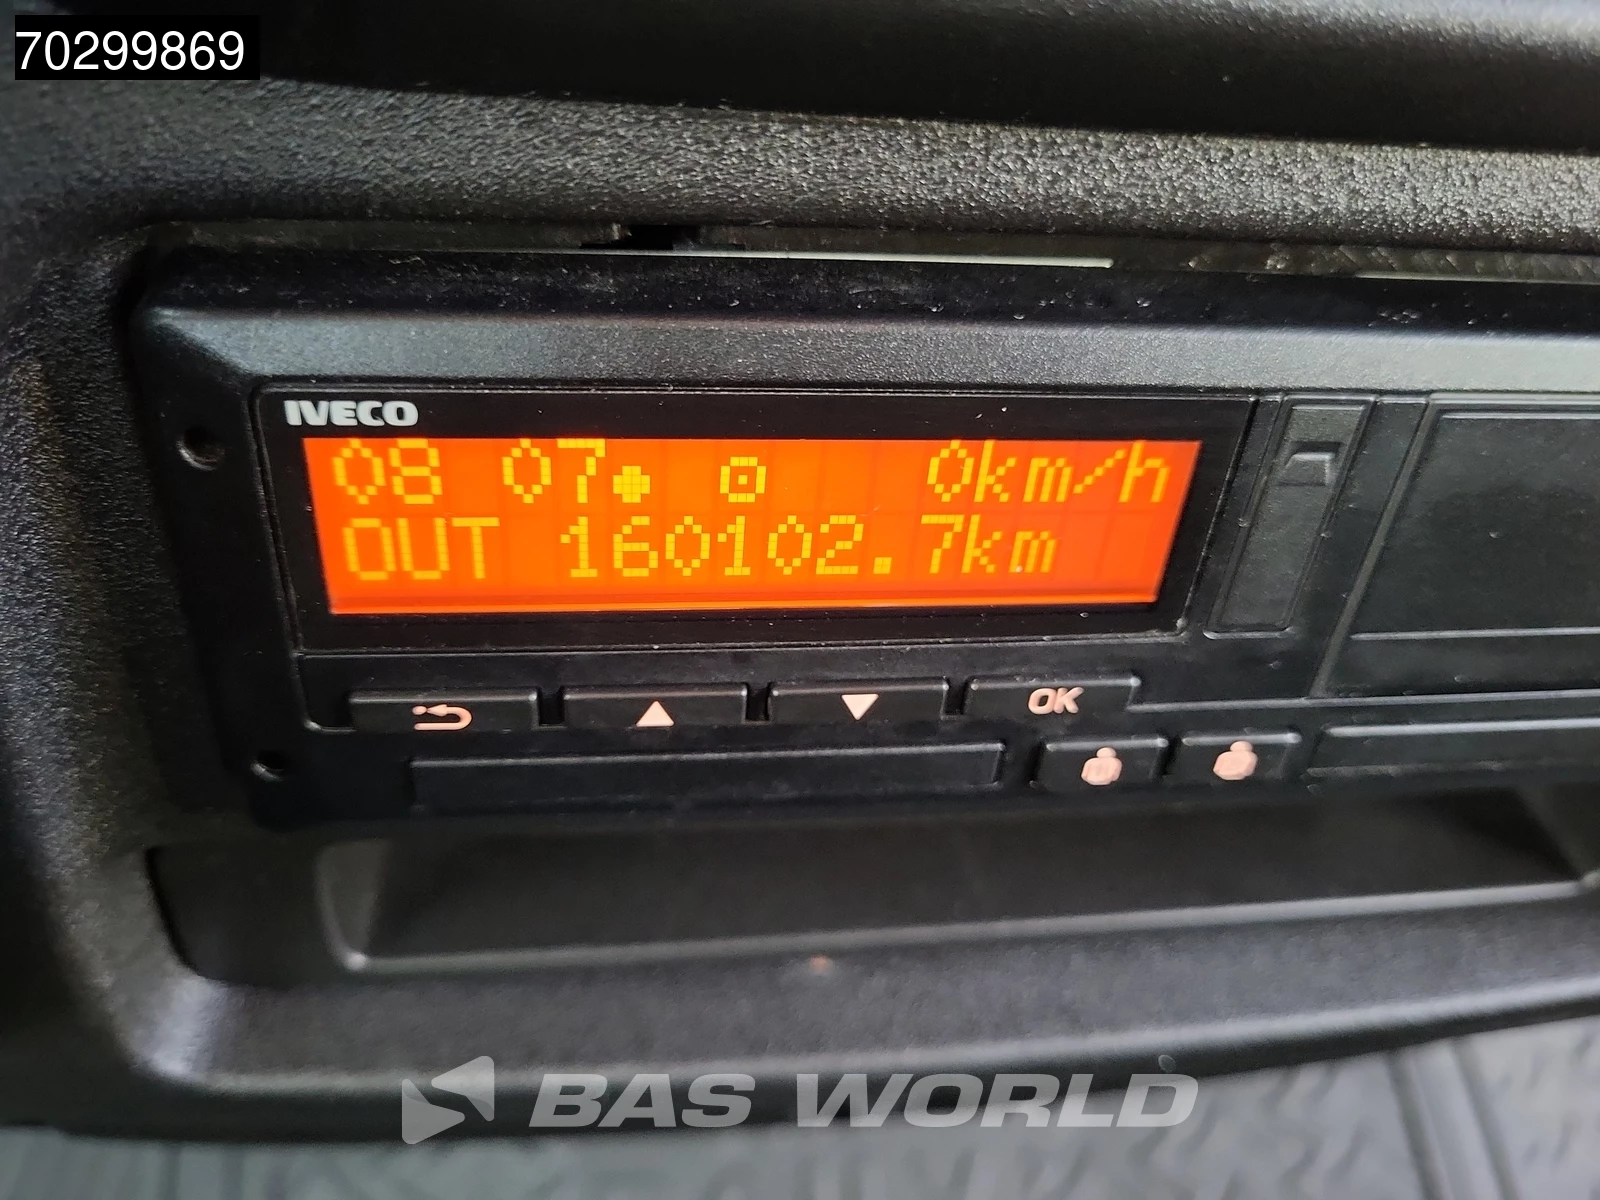 70299869
IVECO
08 07 0km/h
OUT 160102.7km
OK
BAS WORLD